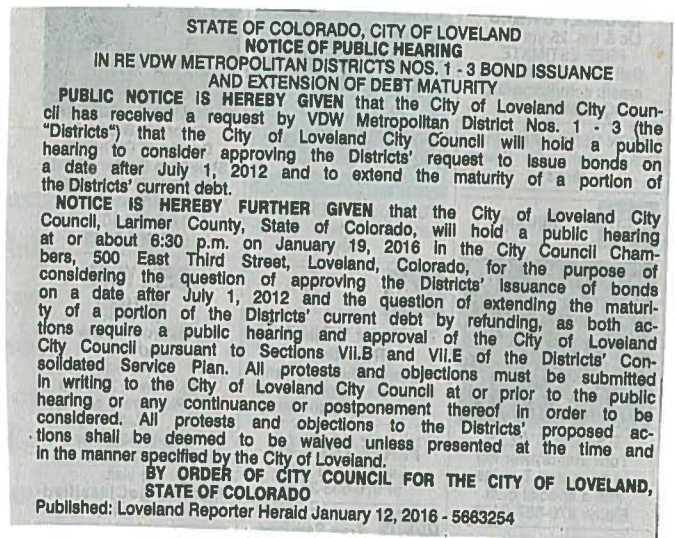 STATE OF COLORADO, CITY OF LOVELAND
NOTICE OF PUBLIC HEARING
IN RE VDW METROPOLITAN DISTRICTS NOS. 1 - 3 BOND ISSUANCE
AND EXTENSION OF DEBT MATURITY
PUBLIC NOTICE IS HEREBY GIVEN that the City of Loveland City Coun-
cil has received a request by VDW Metropolitan District Nos. 1 - 3 (the
"Districts") that the City of Loveland City Council will hold a public
hearing to consider approving the Districts' request to issue bonds on
a date after July 1, 2012 and to extend the maturity of a portion of
the Districts' current debt.
NOTICE IS HEREBY FURTHER GIVEN that the City of Loveland City
Council, Larimer County, State of Colorado, will hold a public hearing
at or about 6:30 p.m. on January 19, 2016 in the City Council Cham-
bers, 500 East Third Street, Loveland, Colorado, for the purpose of
considering the question of approving the Districts' issuance of bonds
on a date after July 1, 2012 and the question of extending the maturi-
ty of a portion of the Districts' current debt by refunding, as both ac-
tions require a public hearing and approval of the City of Loveland
City Council pursuant to Sections VII.B and VII.E of the Districts' Con-
solidated Service Plan. All protests and objections must be submitted
in writing to the City of Loveland City Council at or prior to the public
hearing or any continuance or postponement thereof in order to be
considered. All protests and objections to the Districts' proposed ac-
tions shall be deemed to be waived unless presented at the time and
in the manner specified by the City of Loveland.
BY ORDER OF CITY COUNCIL FOR THE CITY OF LOVELAND,
STATE OF COLORADO
Published: Loveland Reporter Herald January 12, 2016 - 5663254